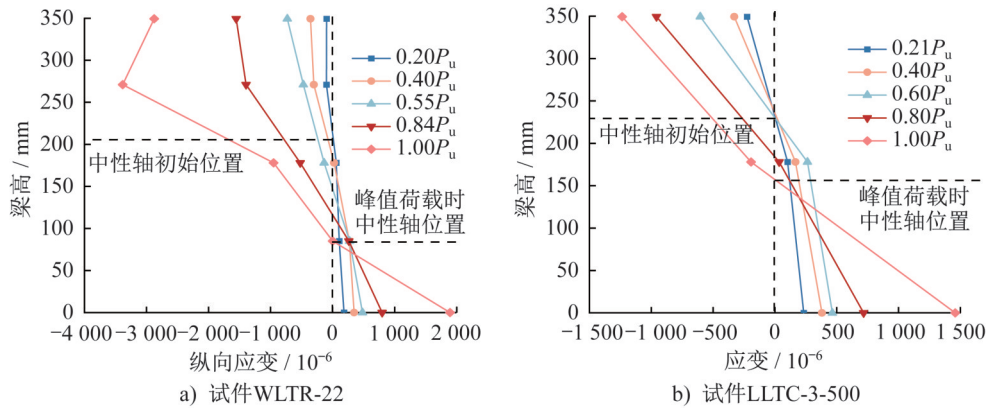 350
300
250
200
150
100
50
0
梁高 / mm
0.20Pu
0.40Pu
0.55Pu
0.84Pu
1.00Pu
中性轴初始位置
峰值荷载时
中性轴位置
−4 000 −3 000 −2 000 −1 000 0 1 000 2 000
纵向应变 / 10⁻⁶
a) 试件WLTR-22
350
300
250
200
150
100
50
0
梁高 / mm
0.21Pu
0.40Pu
0.60Pu
0.80Pu
1.00Pu
中性轴初始位置
峰值荷载时
中性轴位置
−1 500 −1 000 −500 0 500 1 000 1 500
应变 / 10⁻⁶
b) 试件LLTC-3-500